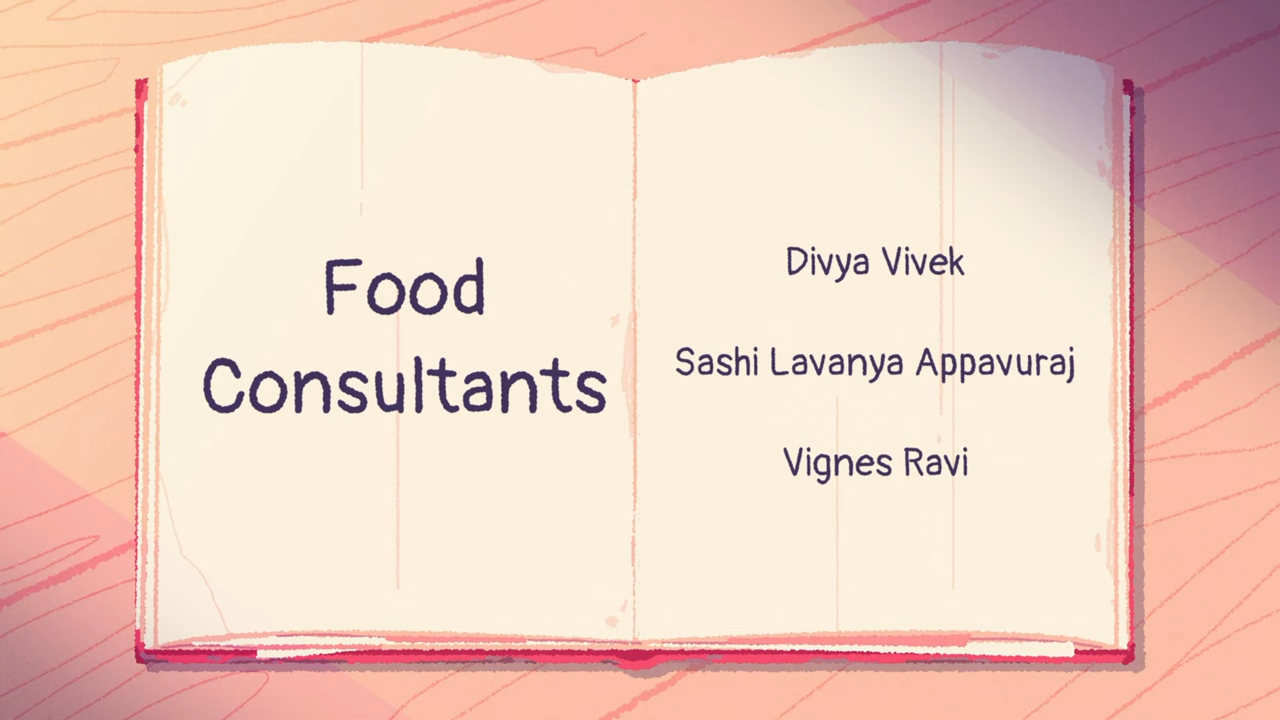 Food
Consultants
Divya Vivek
Sashi Lavanya Appavuraj
Vignes Ravi